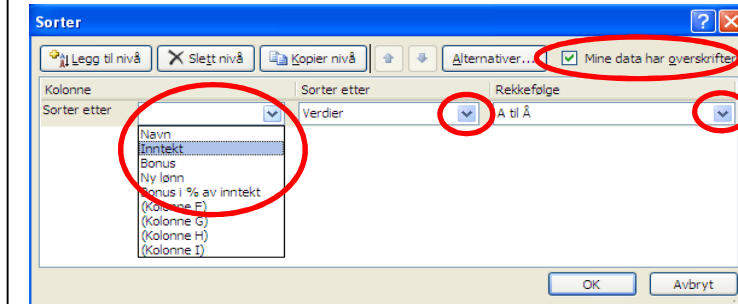 Sorter
Legg til nivå Slett nivå Kopier nivå Alternativer... Mine data har overskrifter
Kolonne Sorter etter Rekkefølge
Sorter etter Verdier A til Å
Navn
Inntekt
Bonus
Ny lønn
Bonus i % av inntekt
(Kolonne F)
(Kolonne G)
(Kolonne H)
(Kolonne I)
OK Avbryt